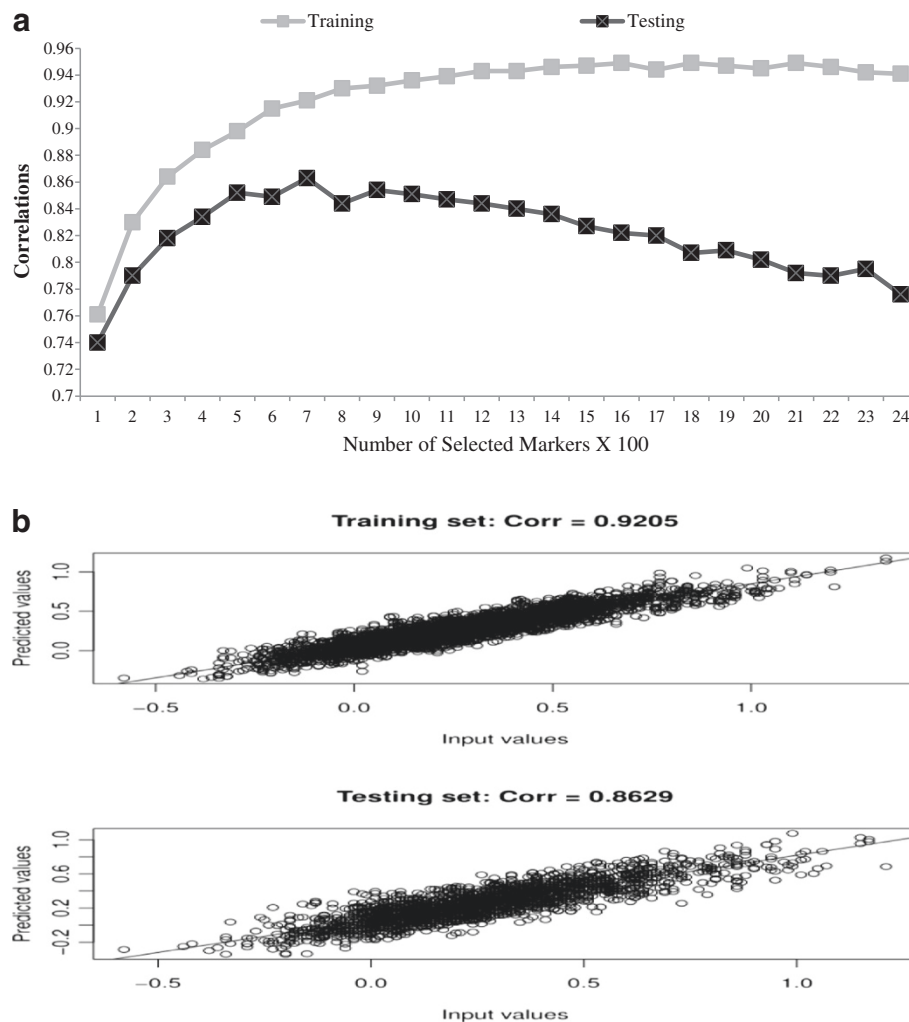 a
Training Testing
0.96
0.94
0.92
0.9
0.88
0.86
0.84
0.82
0.8
0.78
0.76
0.74
0.72
0.7
Correlations
1 2 3 4 5 6 7 8 9 10 11 12 13 14 15 16 17 18 19 20 21 22 23 24
Number of Selected Markers X 100
b
Training set: Corr = 0.9205
Predicted values
1.0
0.5
0.0
−0.5 0.0 0.5 1.0
Input values
Testing set: Corr = 0.8629
Predicted values
1.0
0.6
0.2
−0.2
−0.5 0.0 0.5 1.0
Input values